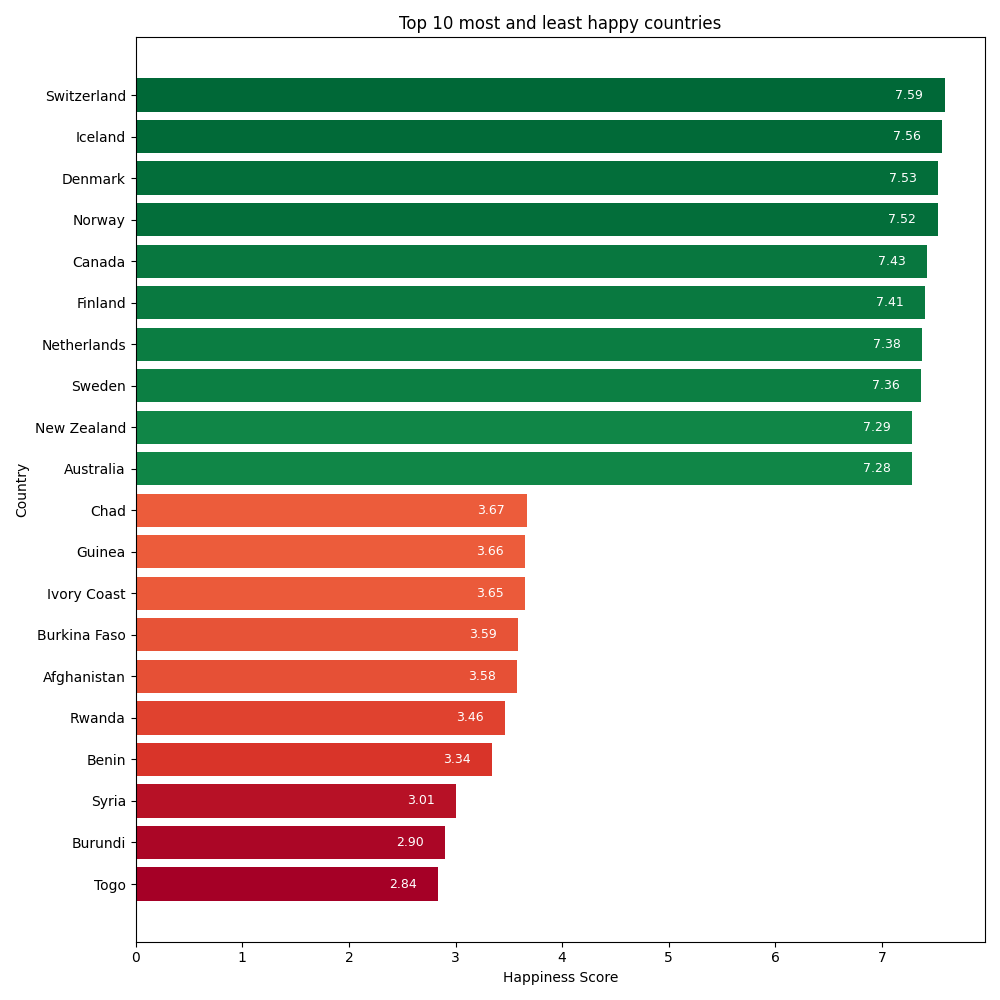 Top 10 most and least happy countries
Country
Switzerland 7.59
Iceland 7.56
Denmark 7.53
Norway 7.52
Canada 7.43
Finland 7.41
Netherlands 7.38
Sweden 7.36
New Zealand 7.29
Australia 7.28
Chad 3.67
Guinea 3.66
Ivory Coast 3.65
Burkina Faso 3.59
Afghanistan 3.58
Rwanda 3.46
Benin 3.34
Syria 3.01
Burundi 2.90
Togo 2.84
0 1 2 3 4 5 6 7
Happiness Score